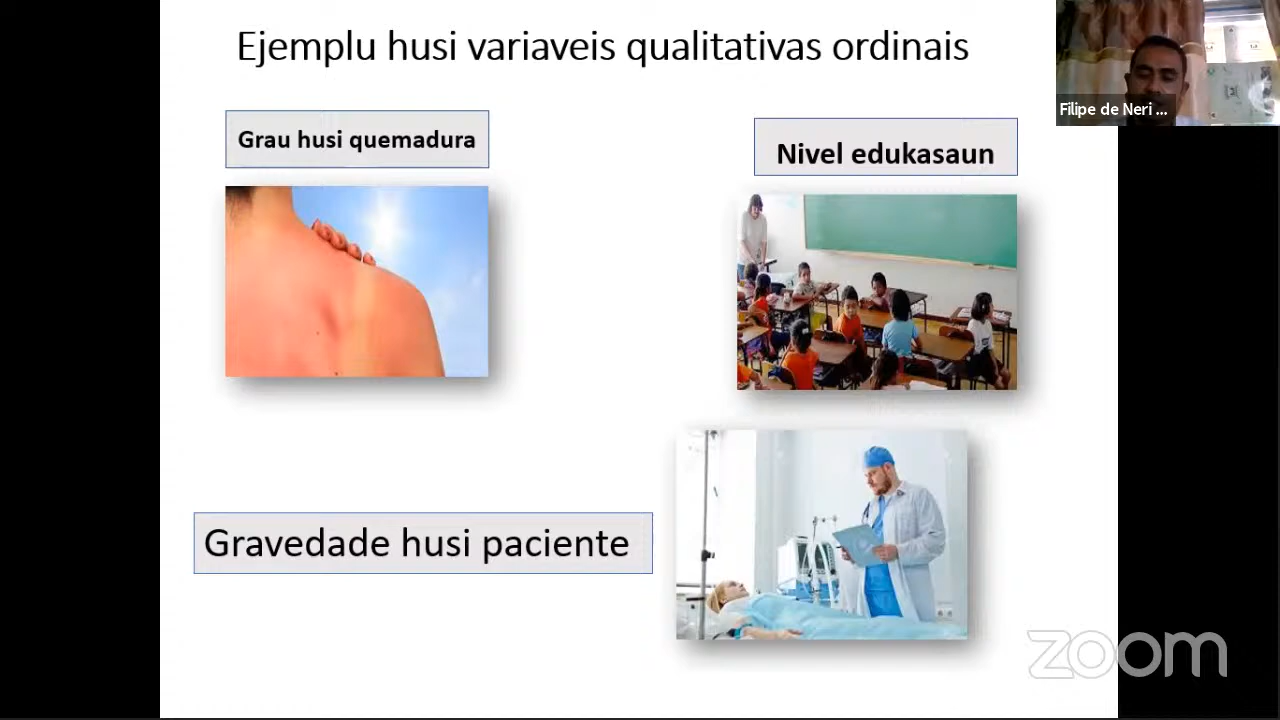 Ejemplu husi variaveis qualitativas ordinais
Filipe de Neri ...
Grau husi quemadura
Nivel edukasaun
Gravedade husi paciente
zoom